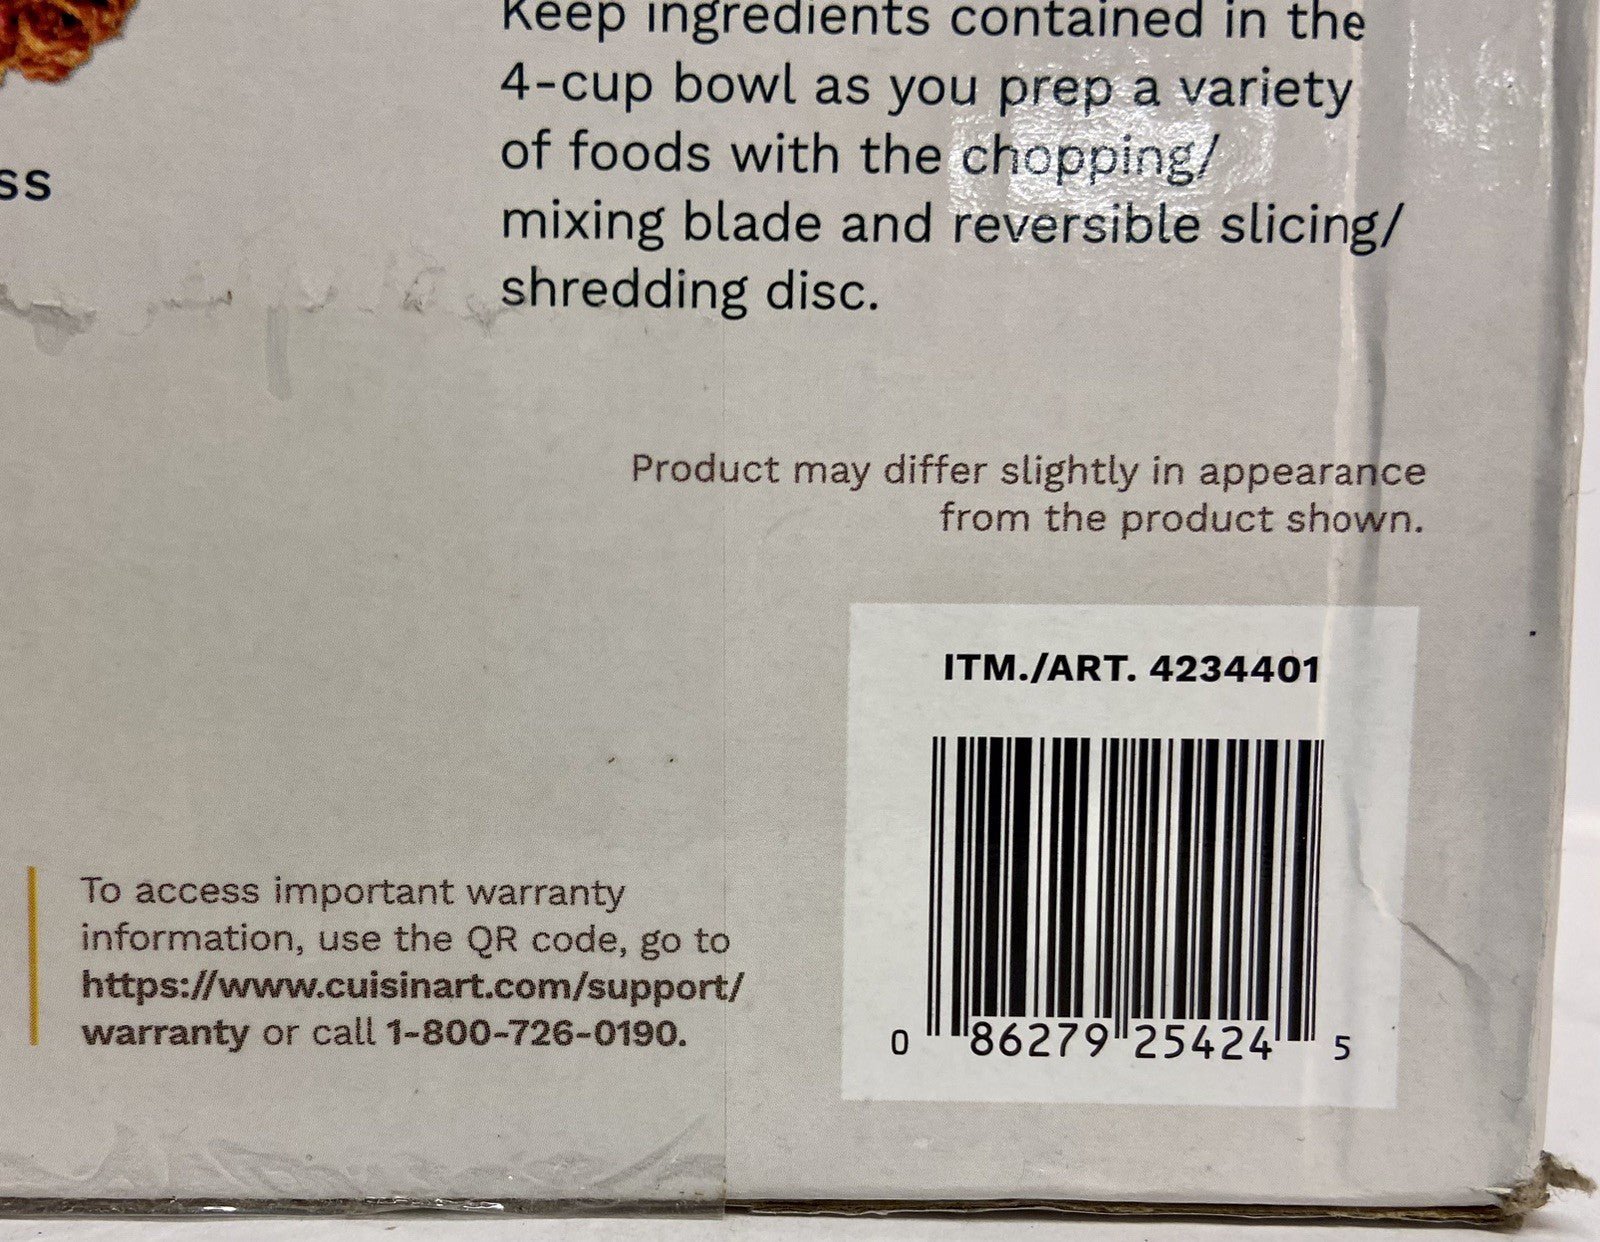 Keep ingredients contained in the
4-cup bowl as you prep a variety
of foods with the chopping/
mixing blade and reversible slicing/
shredding disc.
ss
Product may differ slightly in appearance
from the product shown.
ITM./ART. 4234401
0 86279 25424 5
To access important warranty
information, use the QR code, go to
https://www.cuisinart.com/support/
warranty or call 1-800-726-0190.